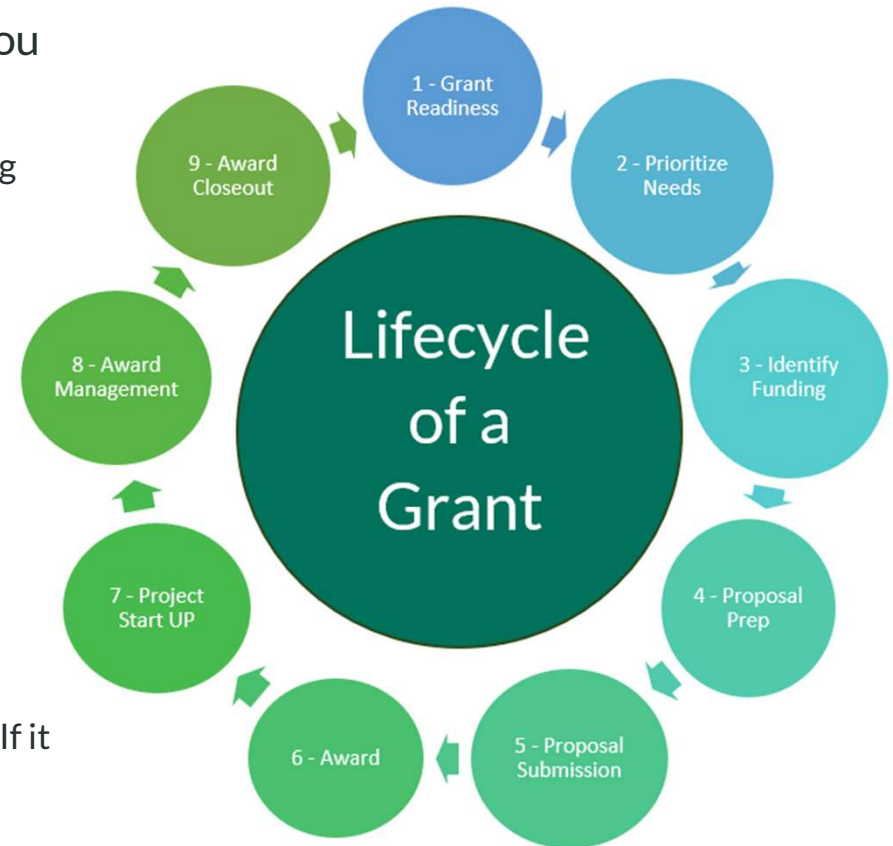 ou
g
If it
1 - Grant
Readiness
2 - Prioritize
Needs
3 - Identify
Funding
4 - Proposal
Prep
5 - Proposal
Submission
6 - Award
7 - Project
Start UP
8 - Award
Management
9 - Award
Closeout
Lifecycle
of a
Grant